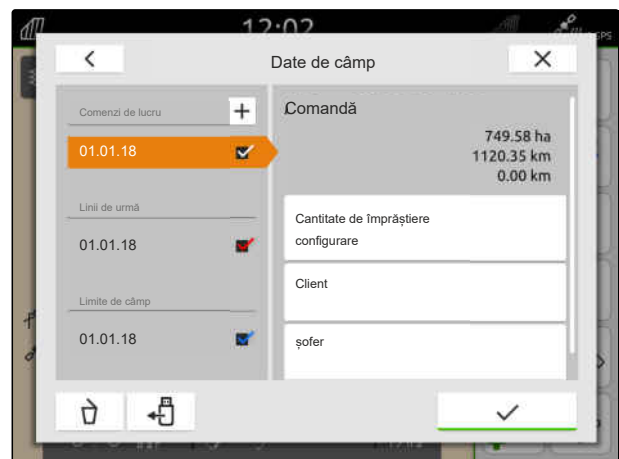 12:02
GPS
Date de câmp
Comenzi de lucru
01.01.18
Linii de urmă
01.01.18
Limite de câmp
01.01.18
Comandă
749.58 ha
1120.35 km
0.00 km
Cantitate de împrăștiere
configurare
Client
șofer